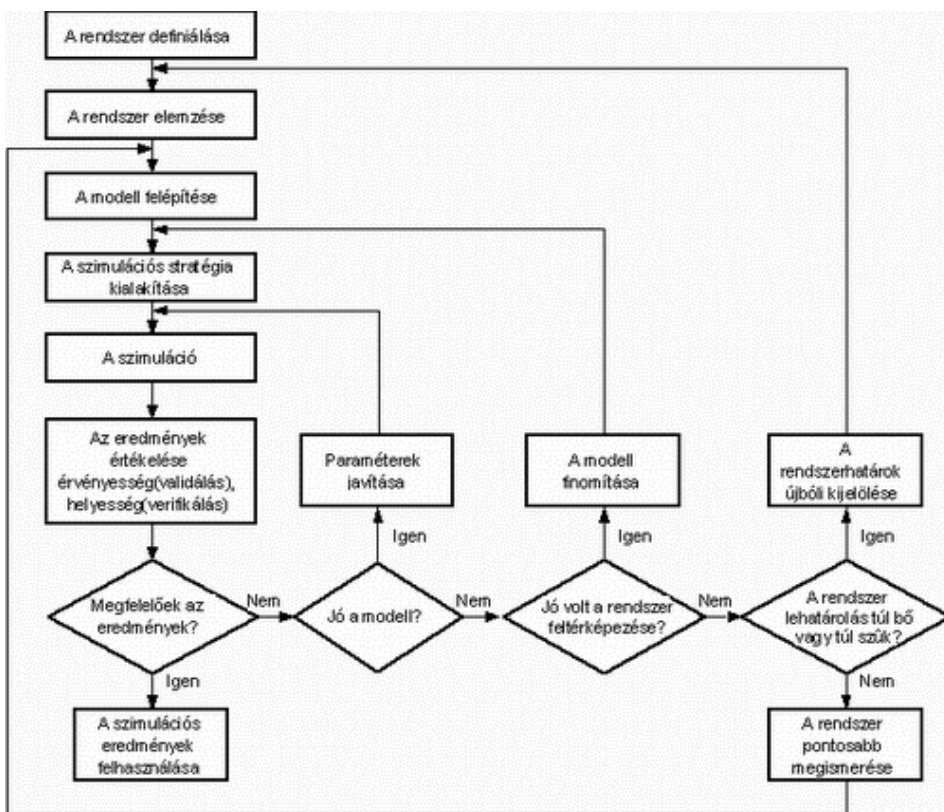 A rendszer definiálása
A rendszer elemzése
A modell felépítése
A szimulációs stratégia
kialakítása
A szimuláció
Az eredmények
értékelése
érvényesség(validálás),
helyesség(verifikálás)
Paraméterek
javítása
A modell
finomítása
A
rendszerhatárok
újbóli kijelölése
Igen
Igen
Igen
Megfelelőek az
eredmények?
Nem
Jó a modell?
Nem
Jó volt a rendszer
feltérképezése?
Nem
A rendszer
lehatárolás túl bő
vagy túl szűk?
Igen
Nem
A szimulációs
eredmények
felhasználása
A rendszer
pontosabb
megismerése